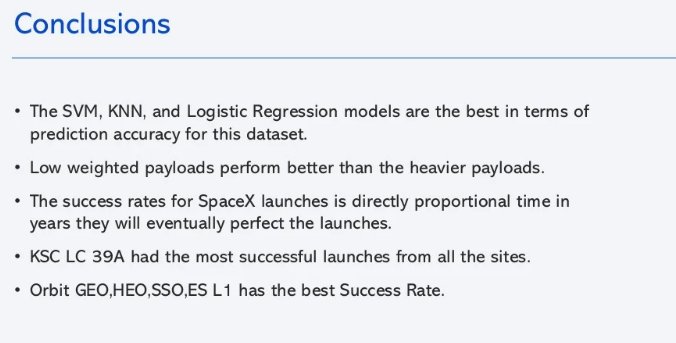 Conclusions
• The SVM, KNN, and Logistic Regression models are the best in terms of
prediction accuracy for this dataset.
• Low weighted payloads perform better than the heavier payloads.
• The success rates for SpaceX launches is directly proportional time in
years they will eventually perfect the launches.
• KSC LC 39A had the most successful launches from all the sites.
• Orbit GEO,HEO,SSO,ES L1 has the best Success Rate.